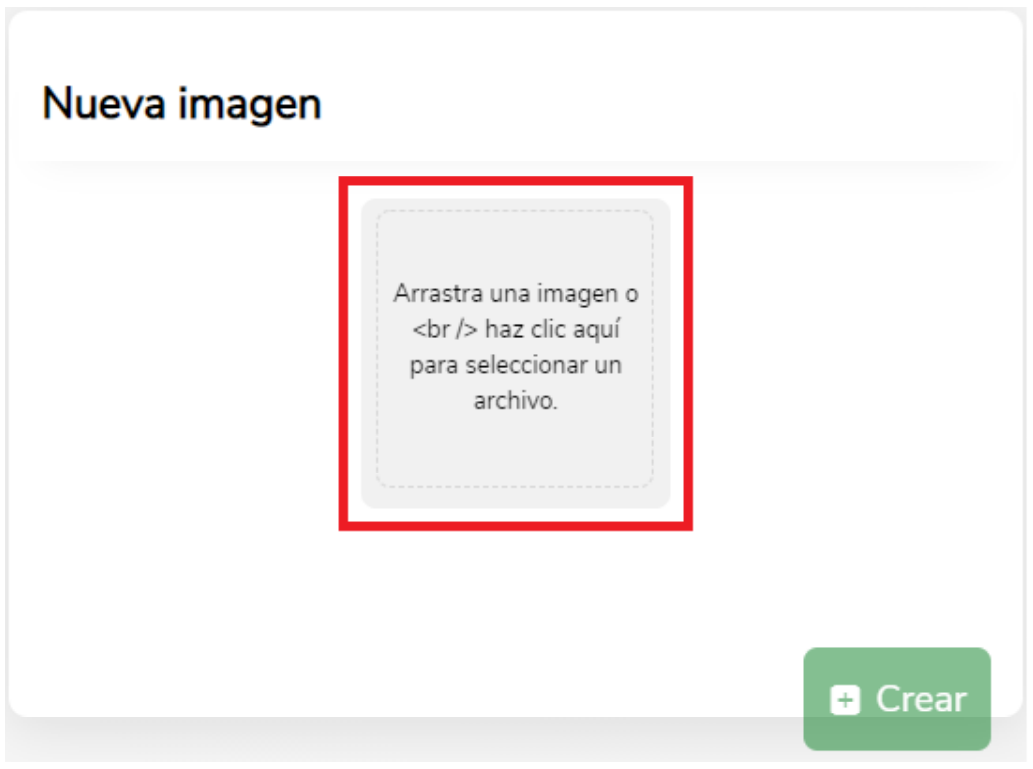 Nueva imagen
Arrastra una imagen o
<br /> haz clic aquí
para seleccionar un
archivo.
Crear